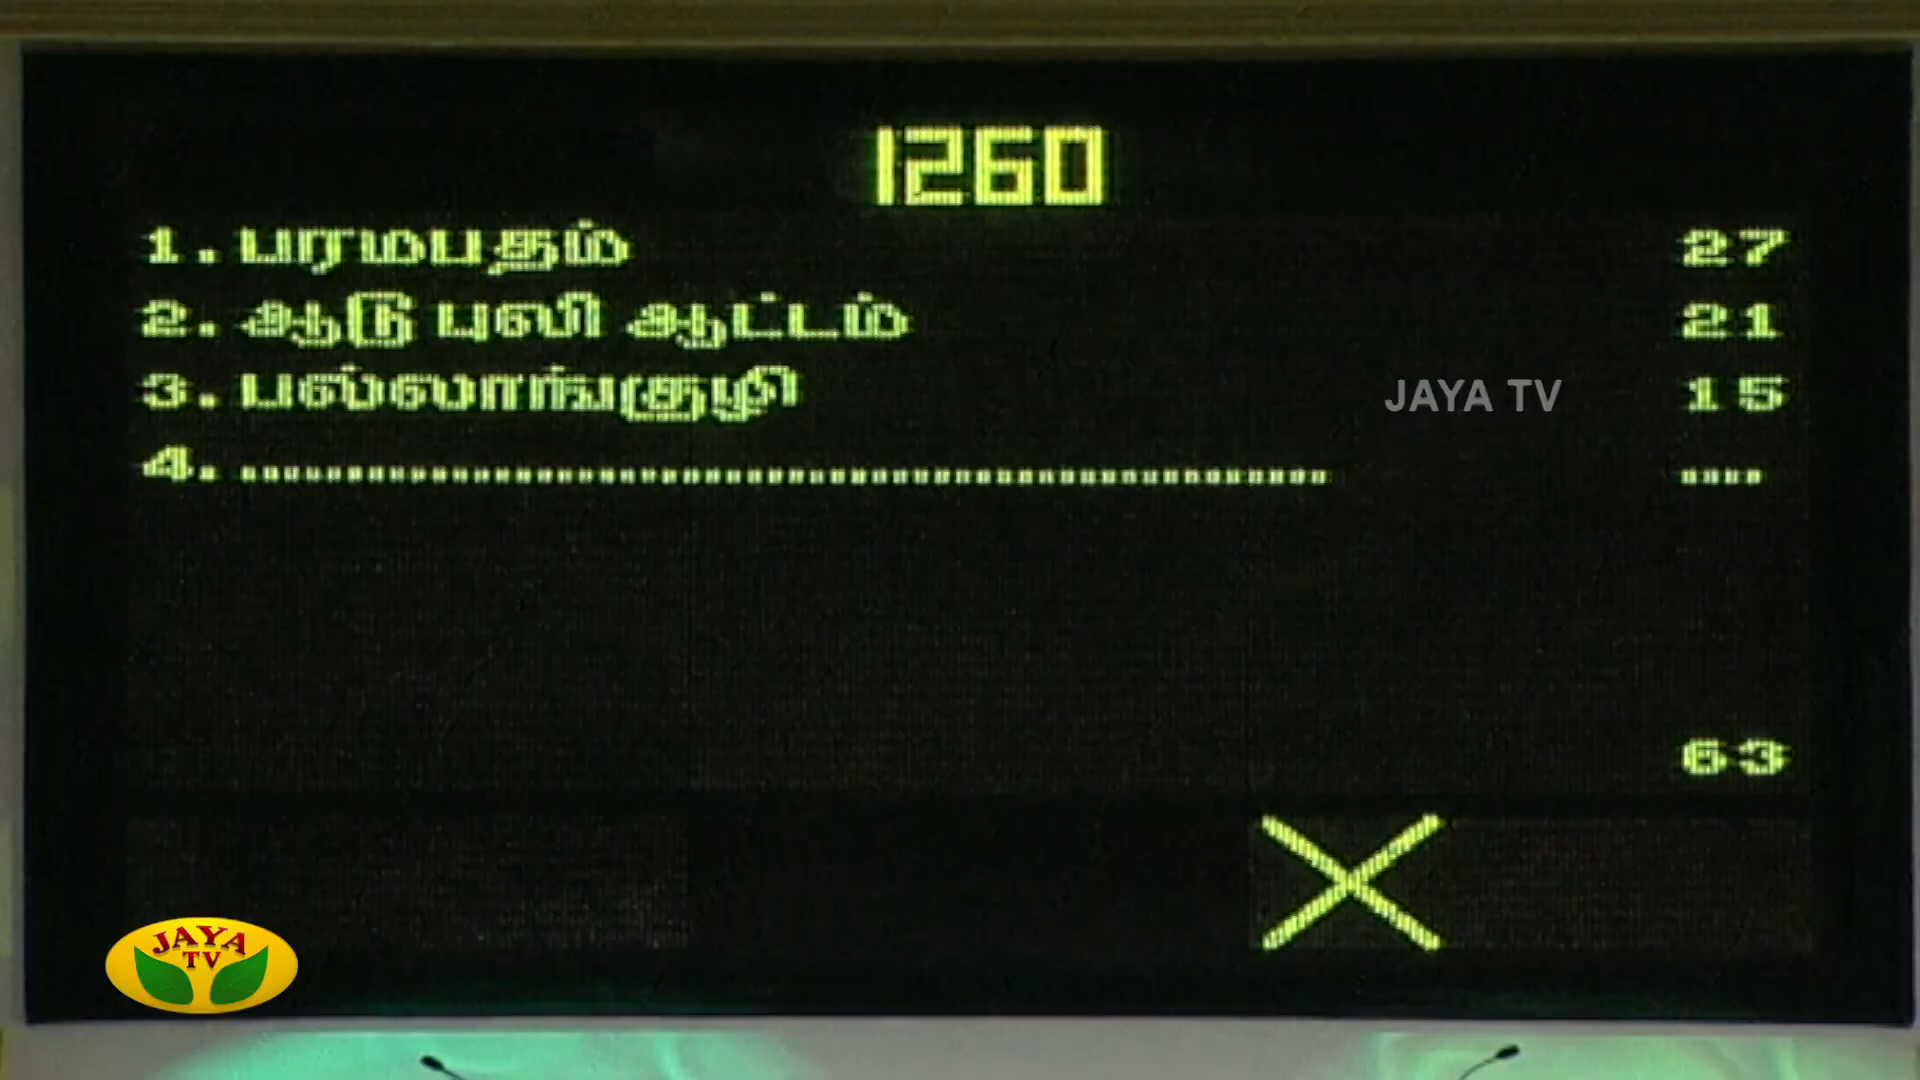 1260
1. பரமபதம் 27
2. ஆடு புலி ஆட்டம் 21
3. பல்லாங்குழி 15
JAYA TV
4. .................................................... ....
63
JAYA TV